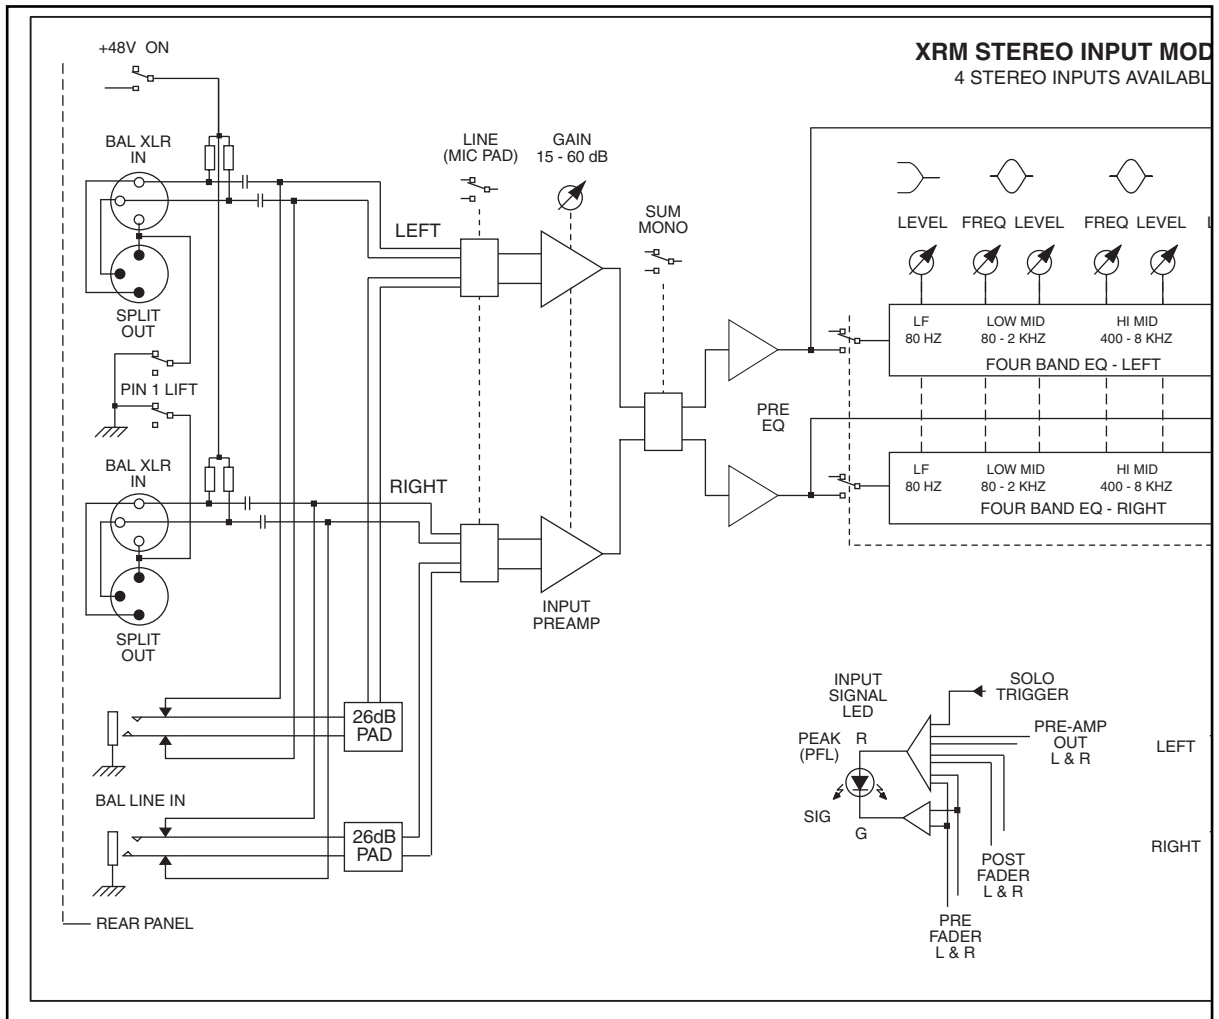 +48V ON
XRM STEREO INPUT MOD
4 STEREO INPUTS AVAILABL
BAL XLR
IN
LINE
(MIC PAD)
GAIN
15 - 60 dB
SUM
MONO
LEFT
LEVEL
FREQ LEVEL
FREQ LEVEL
L
SPLIT
OUT
LF
80 HZ
LOW MID
80 - 2 KHZ
HI MID
400 - 8 KHZ
FOUR BAND EQ - LEFT
PIN 1 LIFT
PRE
EQ
BAL XLR
IN
RIGHT
LF
80 HZ
LOW MID
80 - 2 KHZ
HI MID
400 - 8 KHZ
FOUR BAND EQ - RIGHT
INPUT
PREAMP
SPLIT
OUT
26dB
PAD
BAL LINE IN
26dB
PAD
REAR PANEL
INPUT
SIGNAL
LED
SOLO
TRIGGER
PEAK
(PFL)
R
PRE-AMP
OUT
L & R
LEFT
SIG
G
RIGHT
POST
FADER
L & R
PRE
FADER
L & R